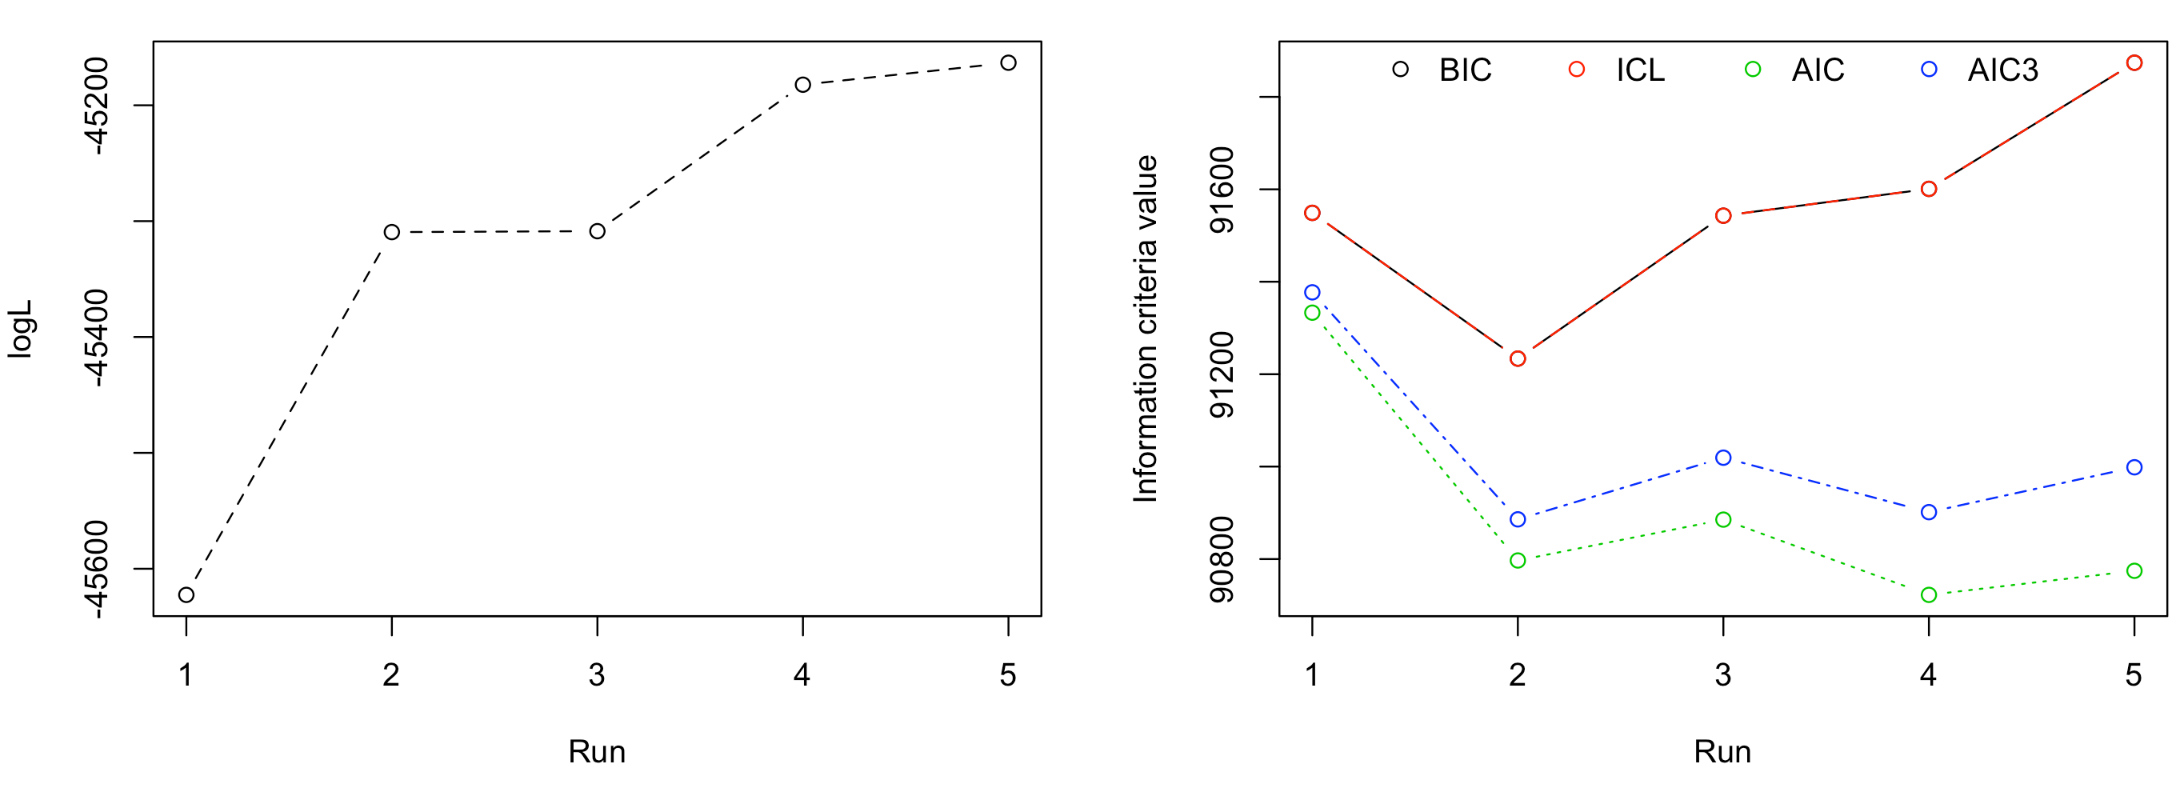 logL
-45200
-45400
-45600
1 2 3 4 5
Run
BIC ICL AIC AIC3
Information criteria value
91600
91200
90800
1 2 3 4 5
Run